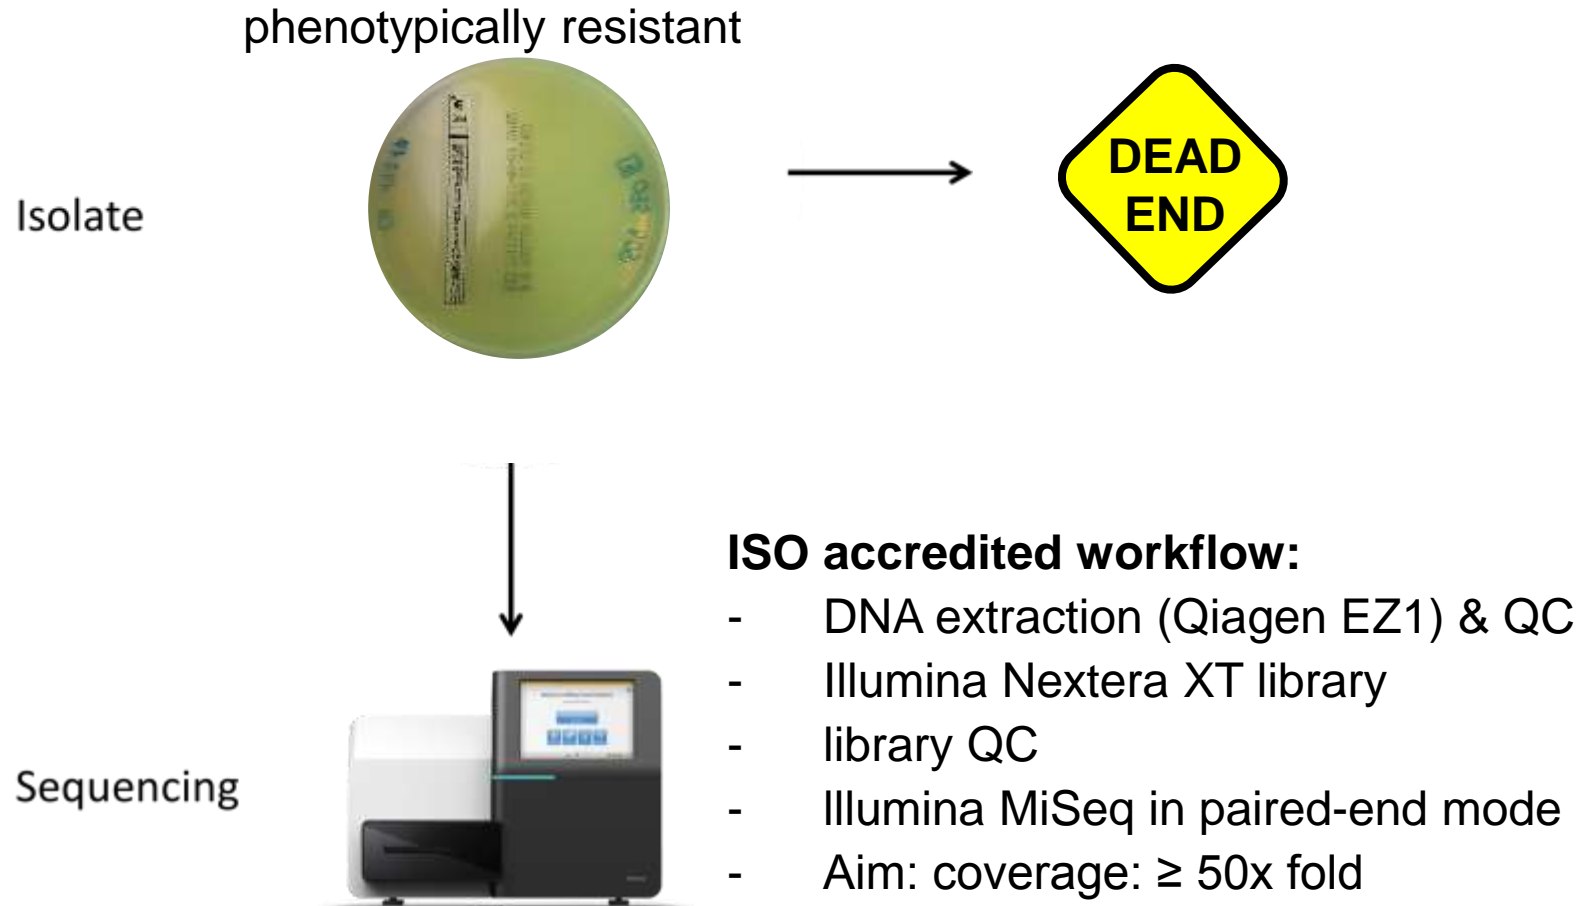 phenotypically resistant
Isolate
DEAD
END
ISO accredited workflow:
- DNA extraction (Qiagen EZ1) & QC
- Illumina Nextera XT library
- library QC
- Illumina MiSeq in paired-end mode
- Aim: coverage: ≥ 50x fold
Sequencing